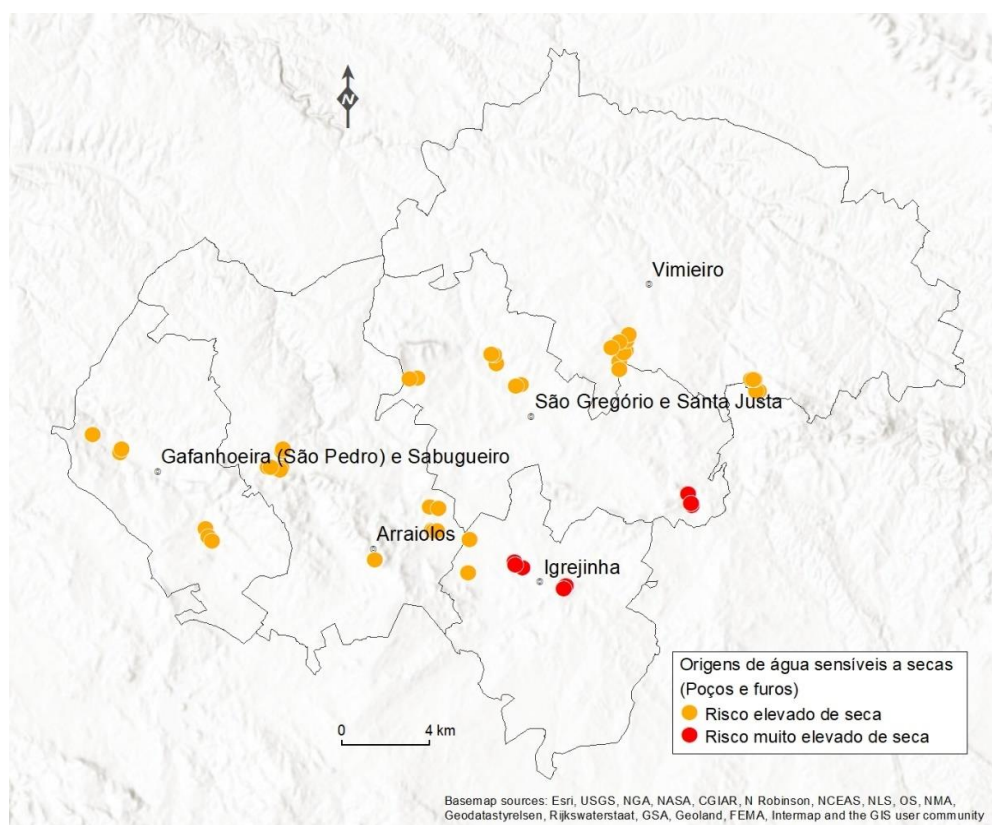 N
Vimieiro
São Gregório e Santa Justa
Gafanhoeira (São Pedro) e Sabugueiro
Arraiolos
Igrejinha
Origens de água sensíveis a secas
(Poços e furos)
Risco elevado de seca
Risco muito elevado de seca
0 4 km
Basemap sources: Esri, USGS, NGA, NASA, CGIAR, N Robinson, NCEAS, NLS, OS, NMA,
Geodatastyrelsen, Rijkswaterstaat, GSA, Geoland, FEMA, Intermap and the GIS user community